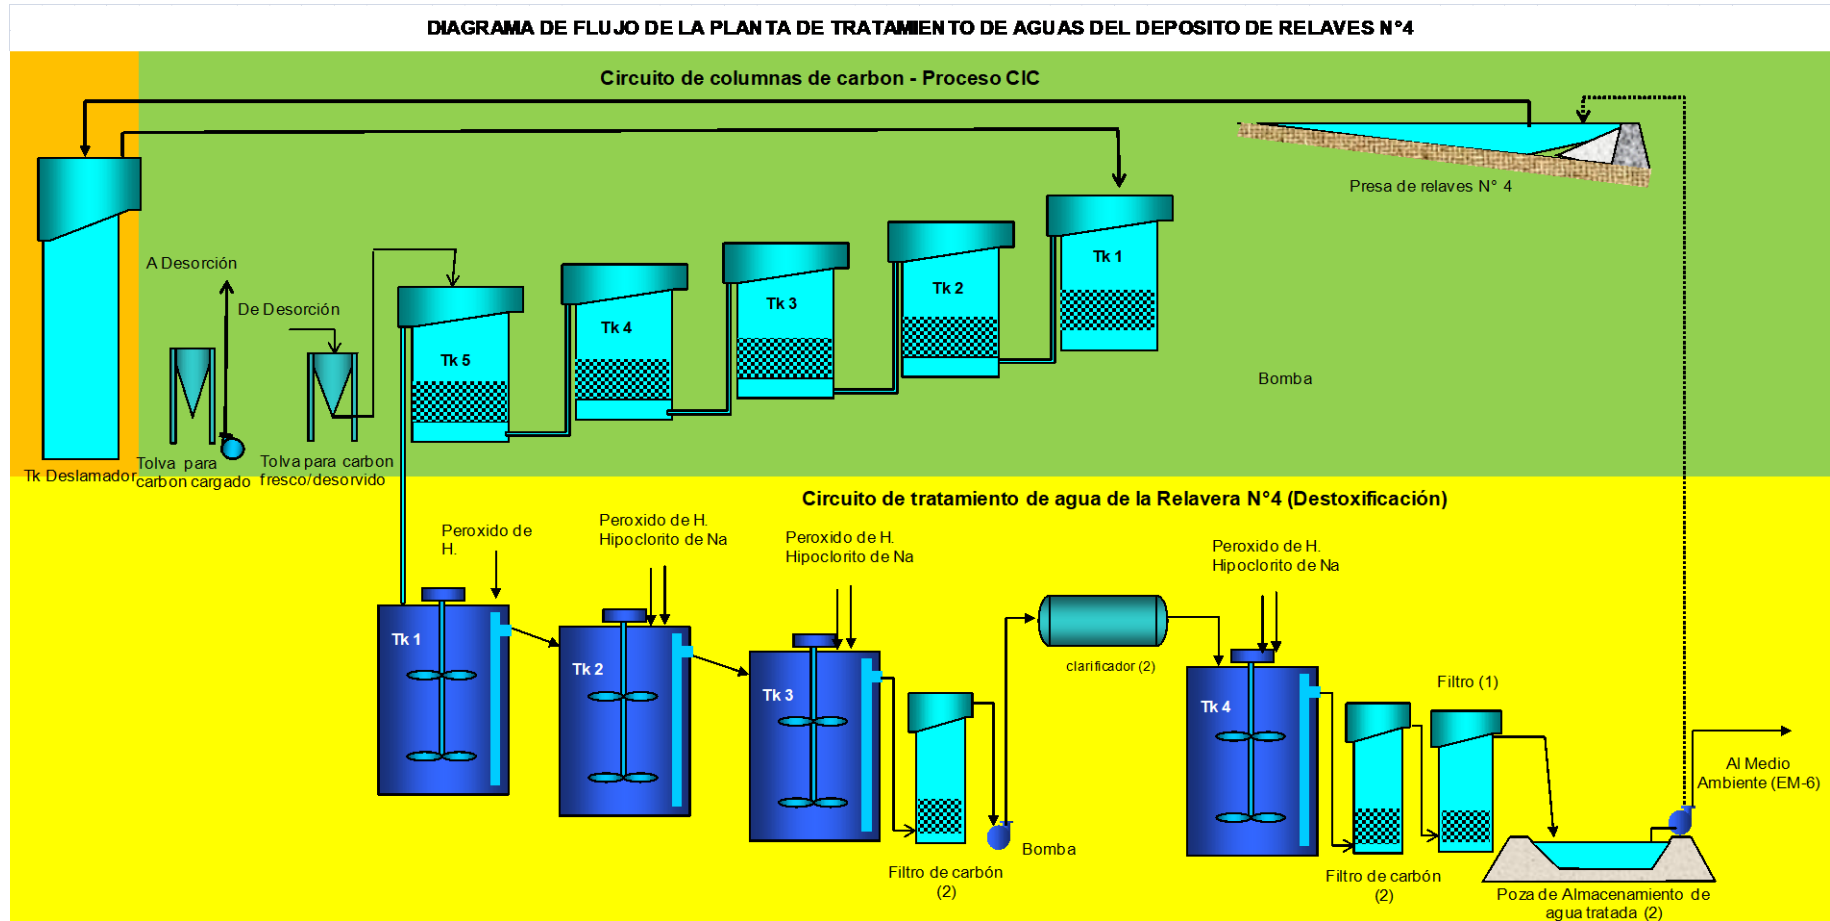 DIAGRAMA DE FLUJO DE LA PLANTA DE TRATAMIENTO DE AGUAS DEL DEPOSITO DE RELAVES N°4
Circuito de columnas de carbon - Proceso CIC
Presa de relaves N° 4
Tk 1
Tk 2
Tk 3
Tk 4
Tk 5
A Desorción
De Desorción
Bomba
Tk Deslamador
Tolva para
carbon cargado
Tolva para carbon
fresco/desorvido
Circuito de tratamiento de agua de la Relavera N°4 (Destoxificación)
Peroxido de
H.
Peroxido de H.
Hipoclorito de Na
Peroxido de H.
Hipoclorito de Na
Peroxido de H.
Hipoclorito de Na
Tk 1
Tk 2
Tk 3
clarificador (2)
Tk 4
Filtro (1)
Bomba
Filtro de carbón
(2)
Filtro de carbón
(2)
Al Medio
Ambiente (EM-6)
Poza de Almacenamiento de
agua tratada (2)